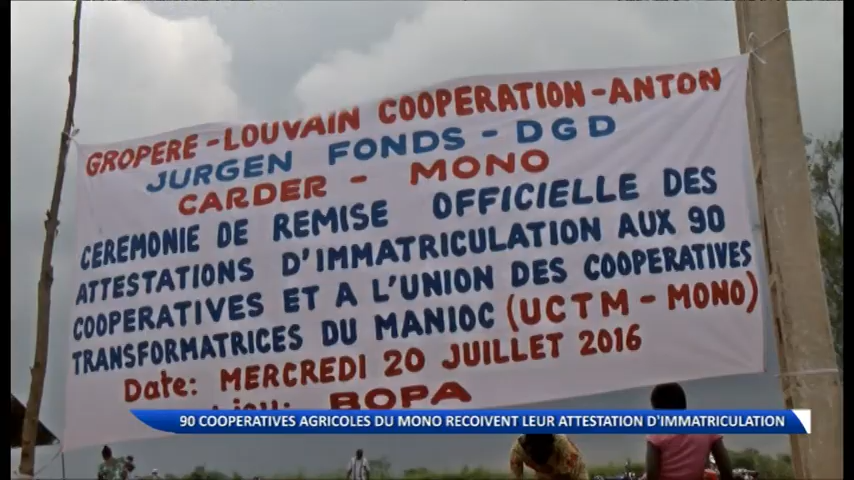 GROPERE - LOUVAIN COOPERATION - ANTON
JURGEN FONDS - DGD
CARDER - MONO
CEREMONIE DE REMISE OFFICIELLE DES
ATTESTATIONS D'IMMATRICULATION AUX 90
COOPERATIVES ET A L'UNION DES COOPERATIVES
TRANSFORMATRICES DU MANIOC (UCTM - MONO)
Date: MERCREDI 20 JUILLET 2016
Lieu: BOPA
90 COOPERATIVES AGRICOLES DU MONO RECOIVENT LEUR ATTESTATION D'IMMATRICULATION